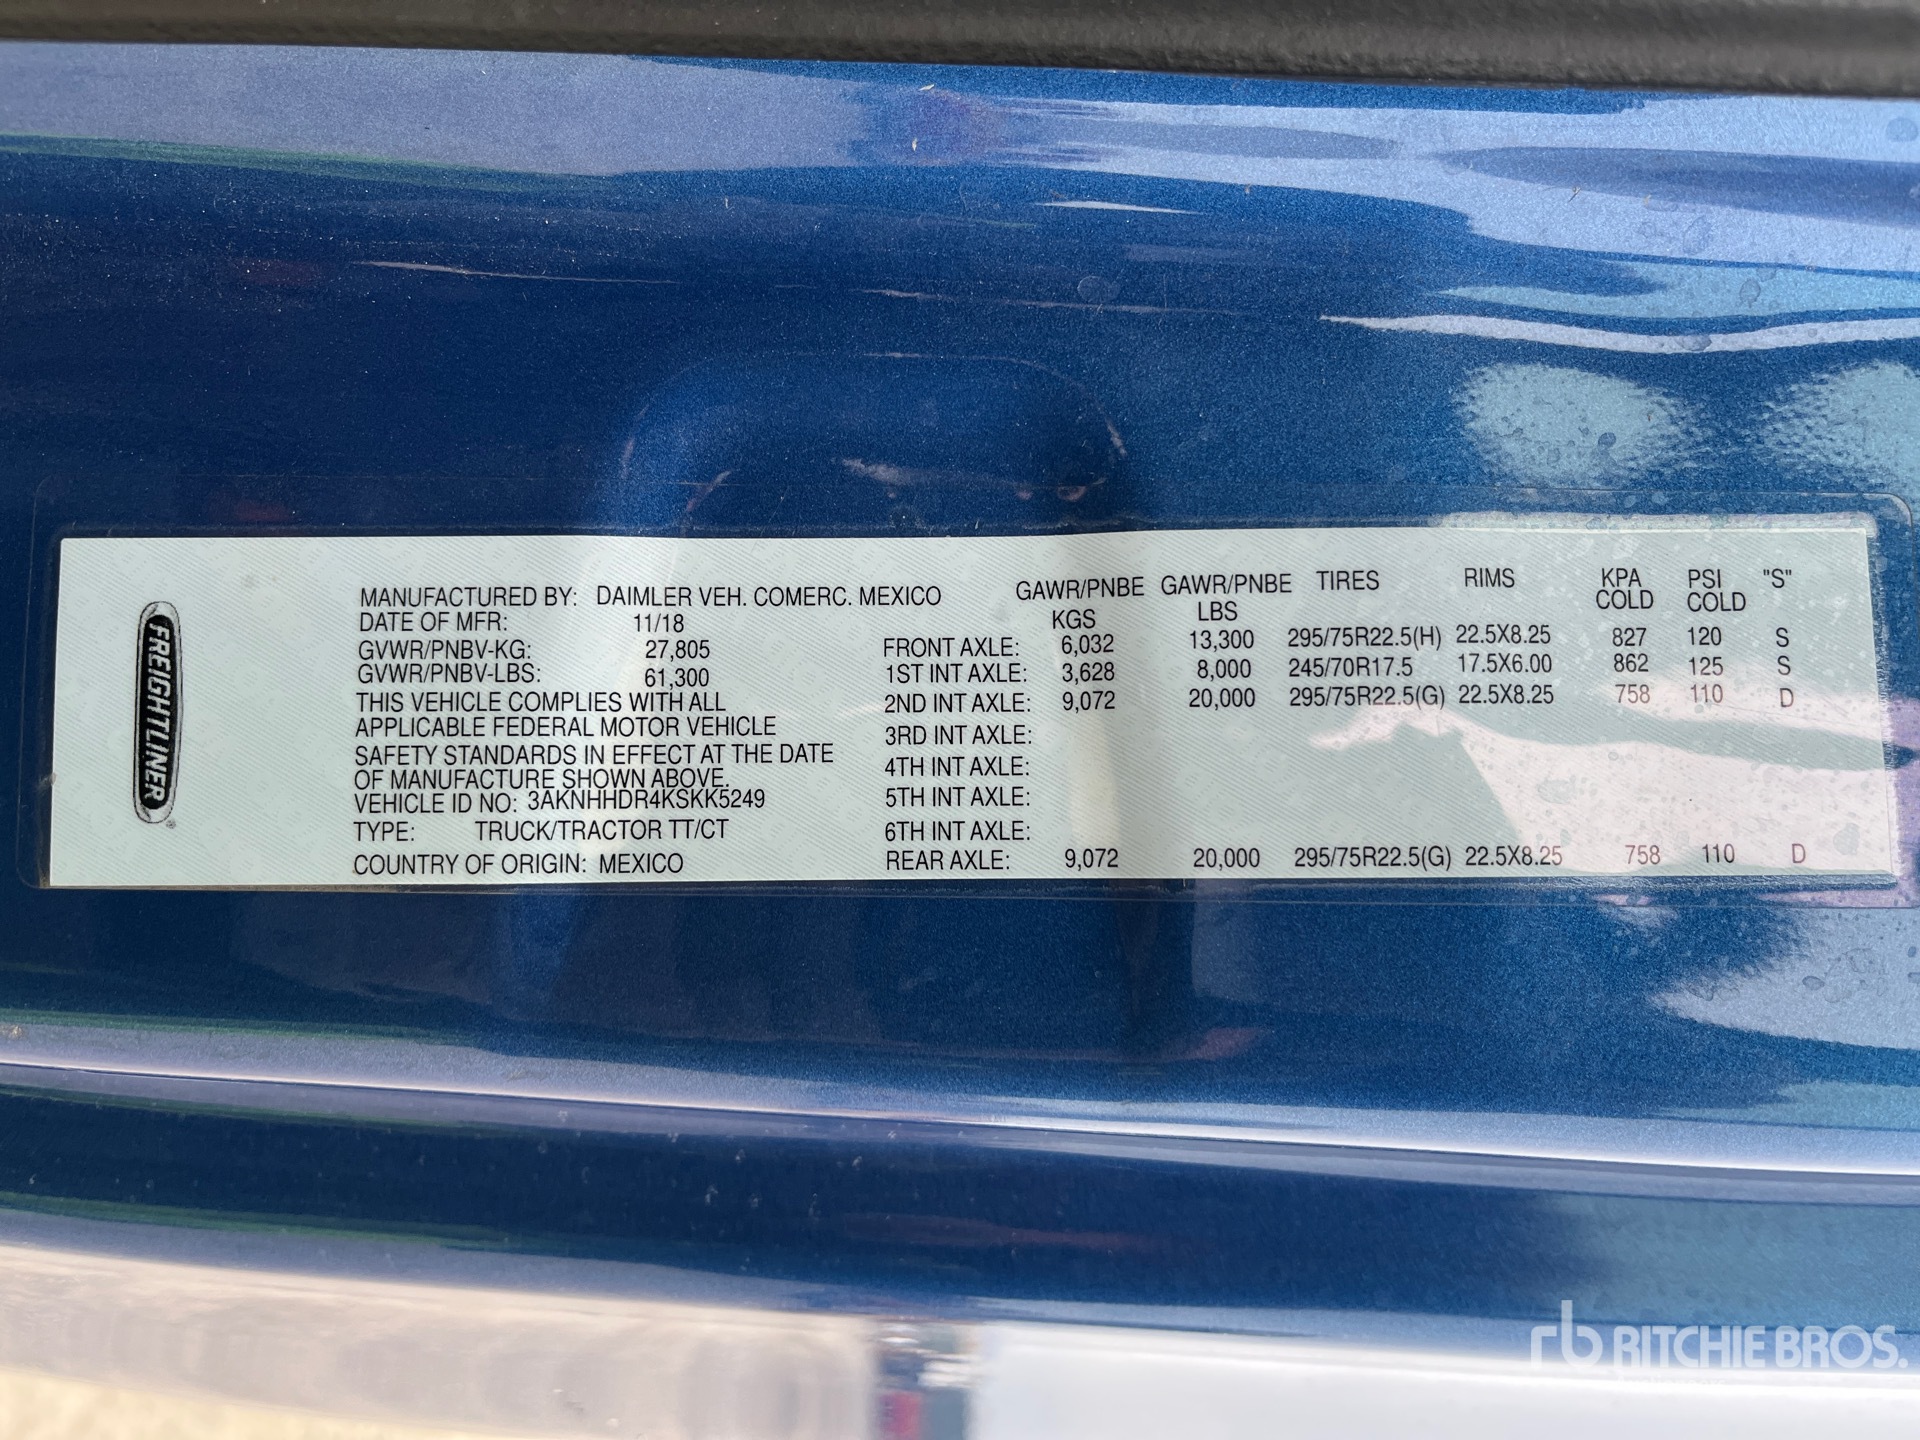 FREIGHTLINER
MANUFACTURED BY: DAIMLER VEH. COMERC. MEXICO
DATE OF MFR: 11/18
GVWR/PNBV-KG: 27,805
GVWR/PNBV-LBS: 61,300
THIS VEHICLE COMPLIES WITH ALL
APPLICABLE FEDERAL MOTOR VEHICLE
SAFETY STANDARDS IN EFFECT AT THE DATE
OF MANUFACTURE SHOWN ABOVE.
VEHICLE ID NO: 3AKNHHDR4KSKK5249
TYPE: TRUCK/TRACTOR TT/CT
COUNTRY OF ORIGIN: MEXICO
GAWR/PNBE GAWR/PNBE TIRES RIMS KPA PSI "S"
KGS LBS COLD COLD
FRONT AXLE: 6,032 13,300 295/75R22.5(H) 22.5X8.25 827 120 S
1ST INT AXLE: 3,628 8,000 245/70R17.5 17.5X6.00 862 125 S
2ND INT AXLE: 9,072 20,000 295/75R22.5(G) 22.5X8.25 758 110 D
3RD INT AXLE:
4TH INT AXLE:
5TH INT AXLE:
6TH INT AXLE:
REAR AXLE: 9,072 20,000 295/75R22.5(G) 22.5X8.25 758 110 D
rb RITCHIE BROS.